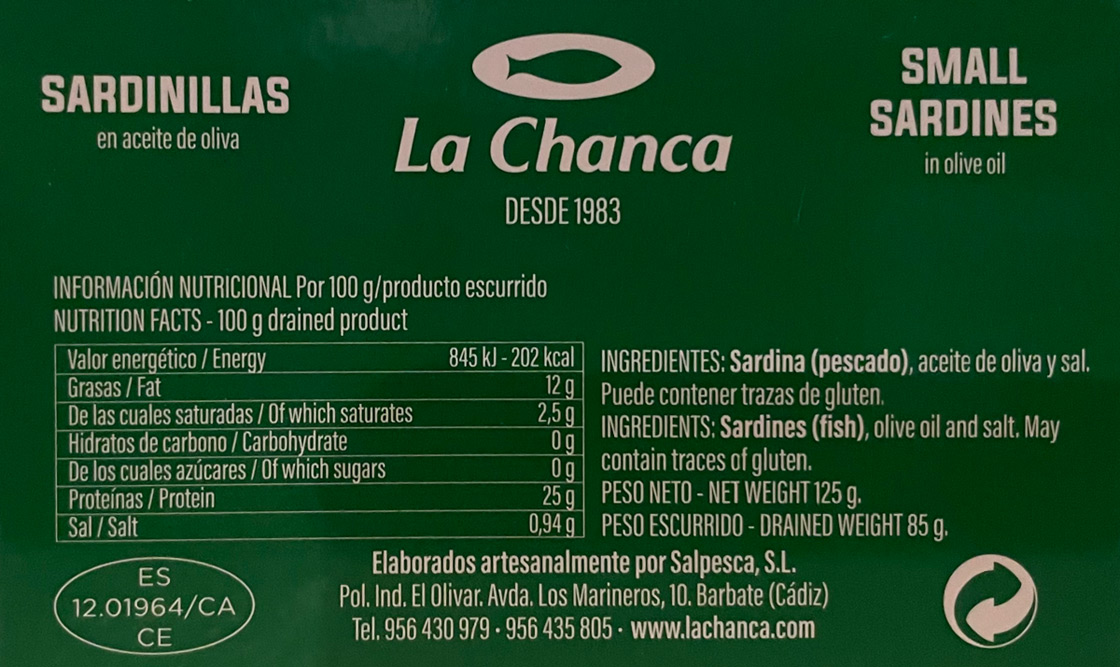 SARDINILLAS
en aceite de oliva
La Chanca
DESDE 1983
SMALL
SARDINES
in olive oil
INFORMACIÓN NUTRICIONAL Por 100 g/producto escurrido
NUTRITION FACTS - 100 g drained product
Valor energético / Energy 845 kJ - 202 kcal
Grasas / Fat 12 g
De las cuales saturadas / Of which saturates 2,5 g
Hidratos de carbono / Carbohydrate 0 g
De los cuales azúcares / Of which sugars 0 g
Proteínas / Protein 25 g
Sal / Salt 0,94 g
INGREDIENTES: Sardina (pescado), aceite de oliva y sal.
Puede contener trazas de gluten.
INGREDIENTS: Sardines (fish), olive oil and salt. May
contain traces of gluten.
PESO NETO - NET WEIGHT 125 g.
PESO ESCURRIDO - DRAINED WEIGHT 85 g.
ES
12.01964/CA
CE
Elaborados artesanalmente por Salpesca, S.L.
Pol. Ind. El Olivar. Avda. Los Marineros, 10. Barbate (Cádiz)
Tel. 956 430 979 · 956 435 805 · www.lachanca.com